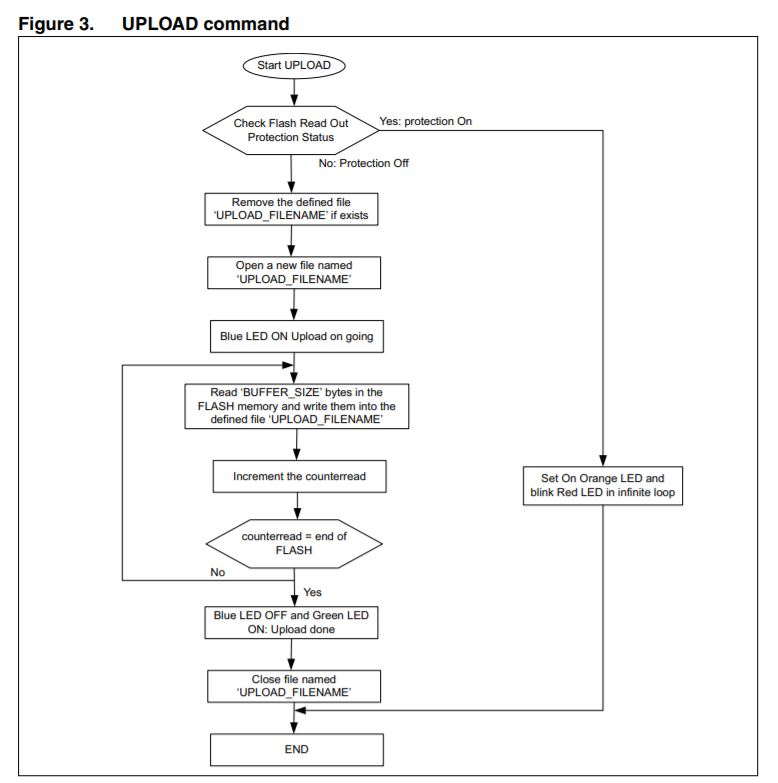 Figure 3. UPLOAD command
Start UPLOAD
Check Flash Read Out
Protection Status
Yes: protection On
No: Protection Off
Remove the defined file
'UPLOAD_FILENAME' if exists
Open a new file named
'UPLOAD_FILENAME'
Blue LED ON Upload on going
Read 'BUFFER_SIZE' bytes in the
FLASH memory and write them into the
defined file 'UPLOAD_FILENAME'
Increment the counterread
Set On Orange LED and
blink Red LED in infinite loop
counterread = end of
FLASH
No
Yes
Blue LED OFF and Green LED
ON: Upload done
Close file named
'UPLOAD_FILENAME'
END